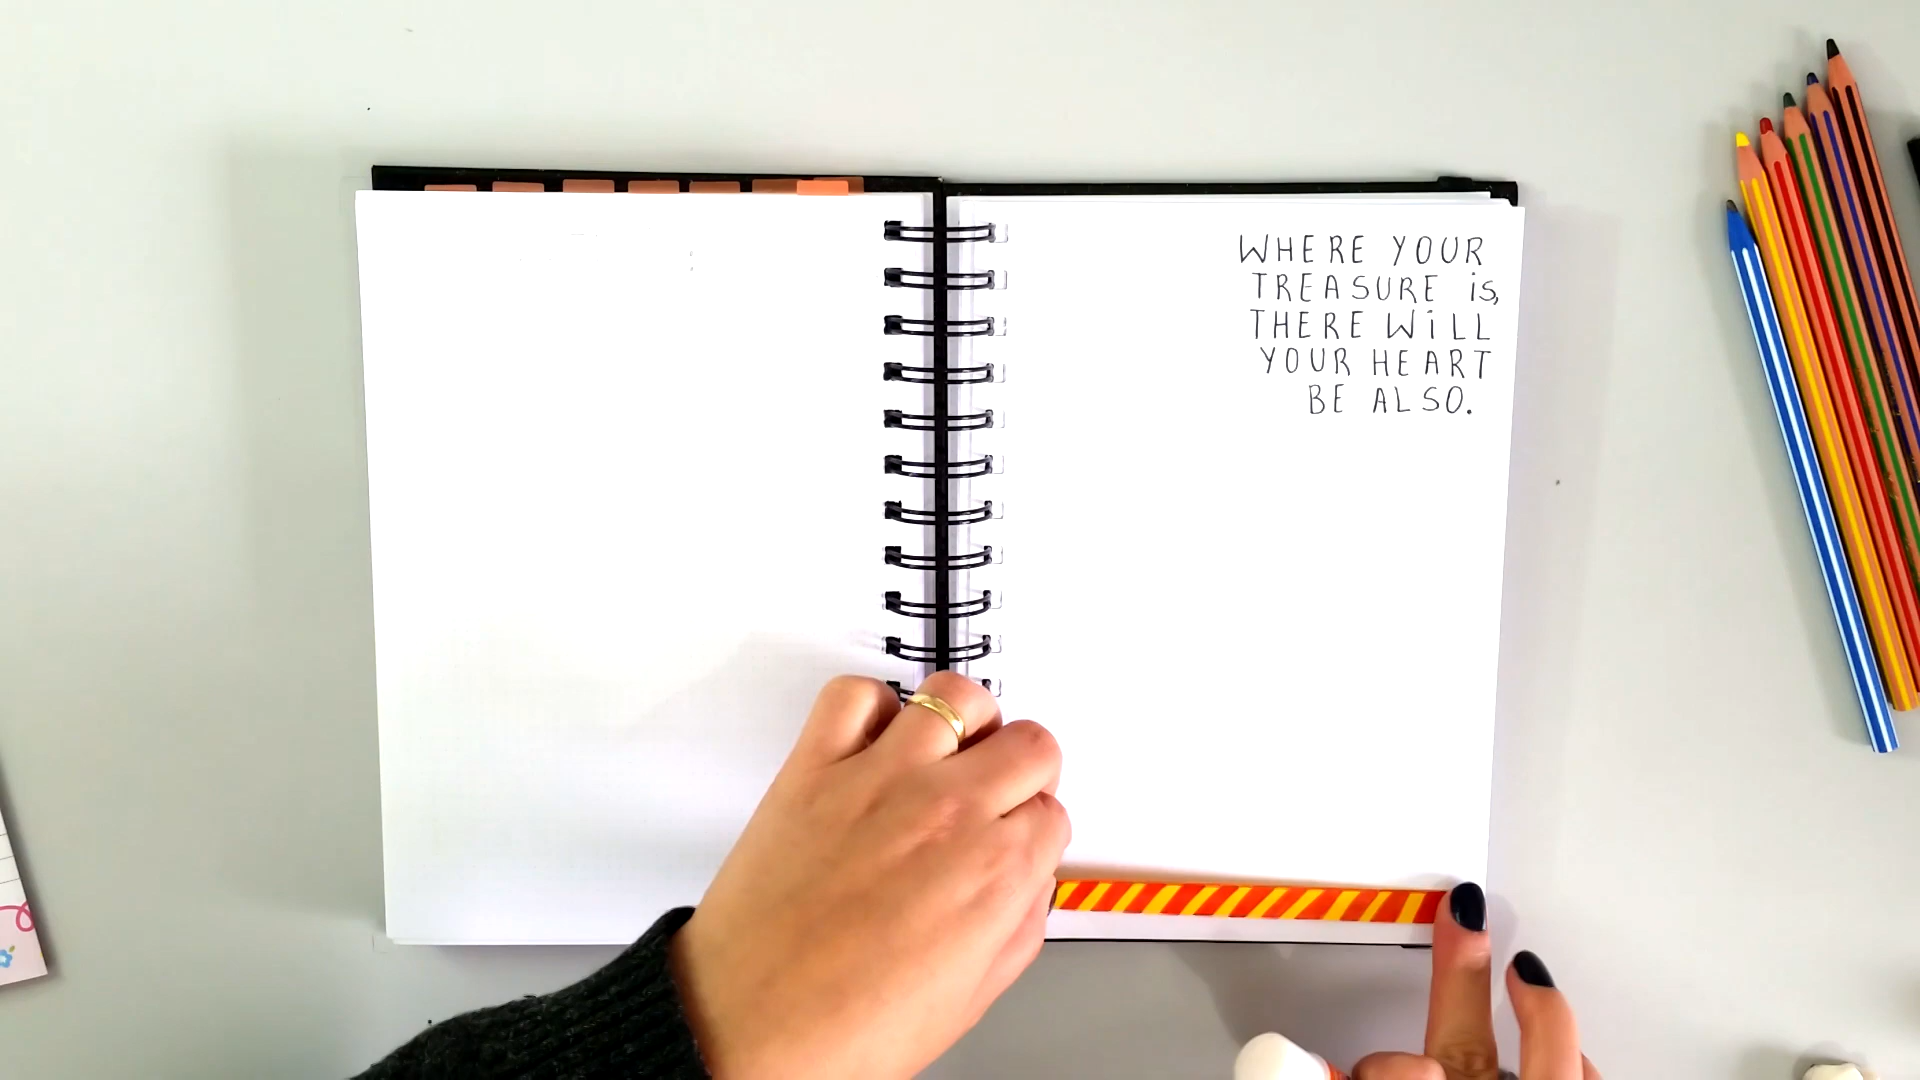 WHERE YOUR
TREASURE is,
THERE WiLL
YOUR HEART
BE ALSO.